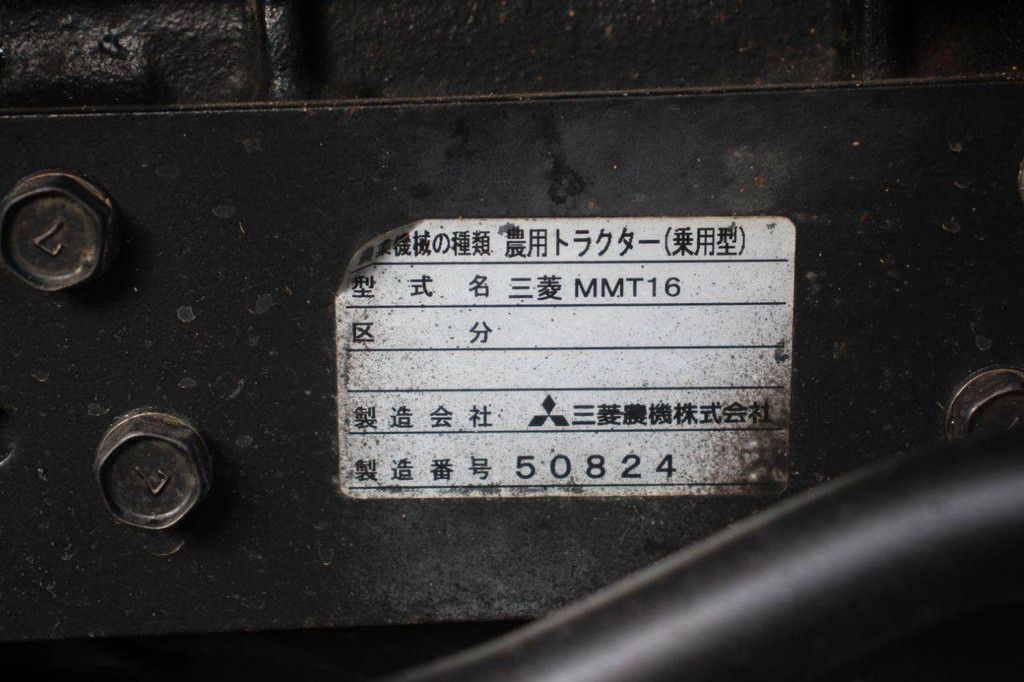 農業機械の種類 農用トラクター(乗用型)
型式名 三菱 MMT16
区分
製造会社 三菱農機株式会社
製造番号 50824
7
7